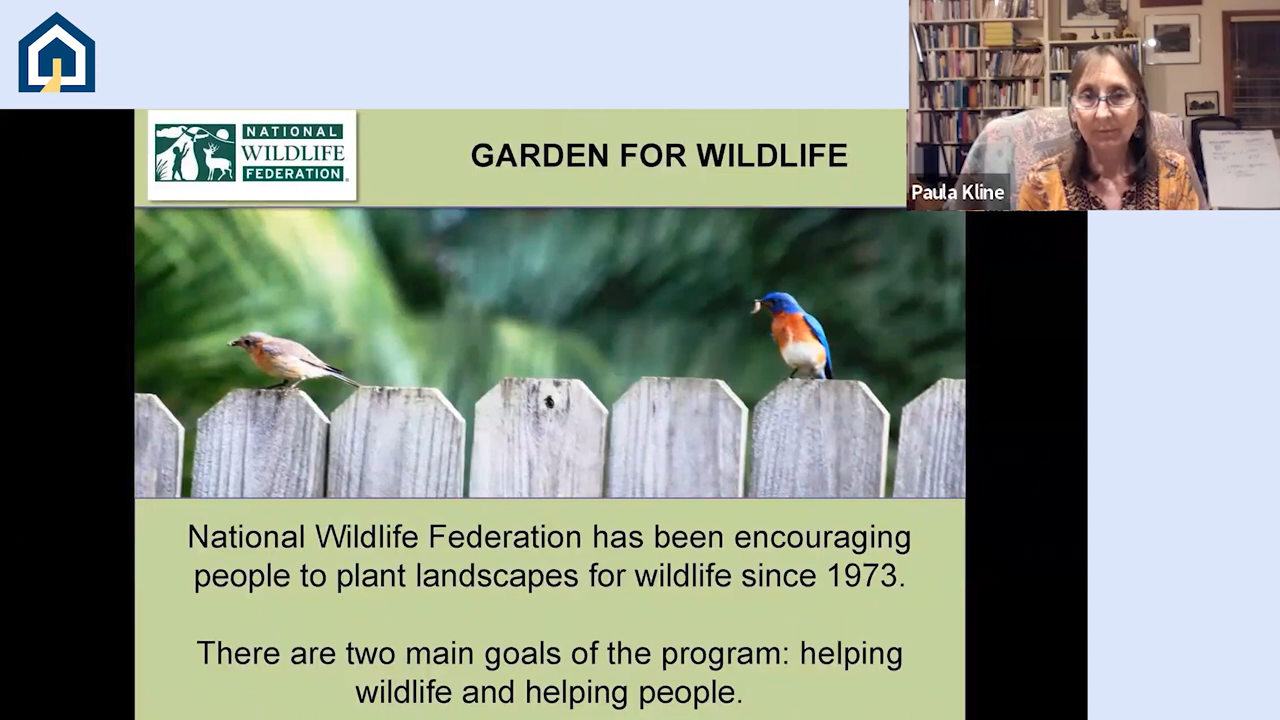 NATIONAL
WILDLIFE
FEDERATION
GARDEN FOR WILDLIFE
Paula Kline
National Wildlife Federation has been encouraging
people to plant landscapes for wildlife since 1973.
There are two main goals of the program: helping
wildlife and helping people.